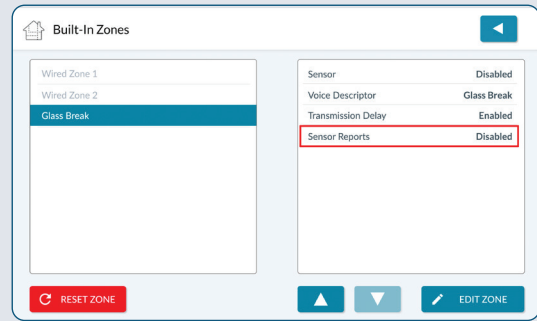 Built-In Zones
Wired Zone 1
Wired Zone 2
Glass Break
Sensor Disabled
Voice Descriptor Glass Break
Transmission Delay Enabled
Sensor Reports Disabled
RESET ZONE
EDIT ZONE